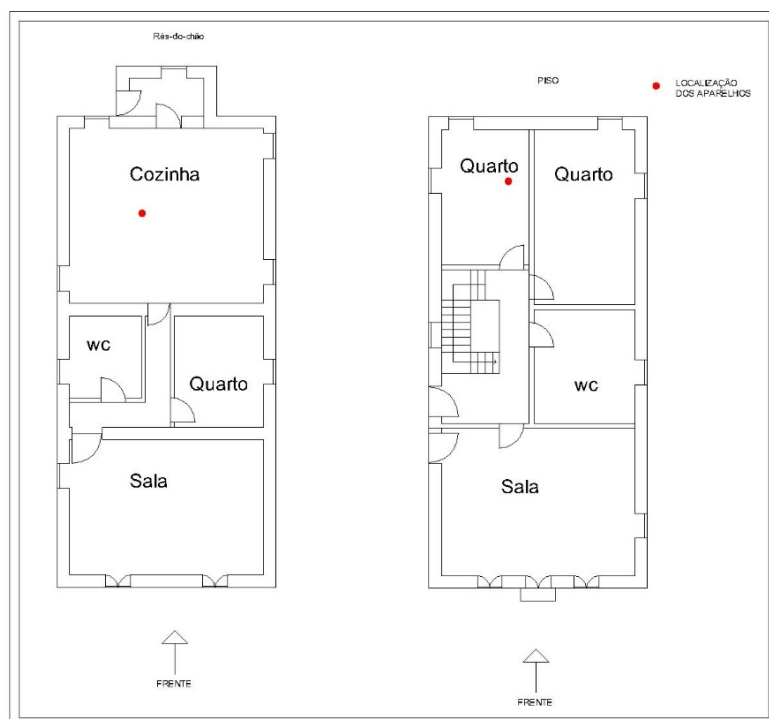 Rés-do-chão
Cozinha
wc
Quarto
Sala
FRENTE
PISO
LOCALIZAÇÃO
DOS APARELHOS
Quarto
Quarto
wc
Sala
FRENTE